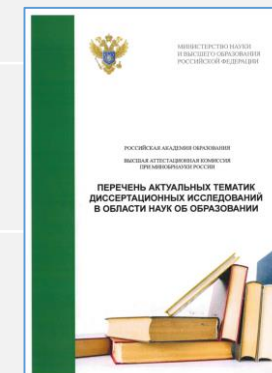 МИНИСТЕРСТВО НАУКИ
И ВЫСШЕГО ОБРАЗОВАНИЯ
РОССИЙСКОЙ ФЕДЕРАЦИИ
РОССИЙСКАЯ АКАДЕМИЯ ОБРАЗОВАНИЯ
ВЫСШАЯ АТТЕСТАЦИОННАЯ КОМИССИЯ
ПРИ МИНОБРНАУКИ РОССИИ
ПЕРЕЧЕНЬ АКТУАЛЬНЫХ ТЕМАТИК
ДИССЕРТАЦИОННЫХ ИССЛЕДОВАНИЙ
В ОБЛАСТИ НАУК ОБ ОБРАЗОВАНИИ